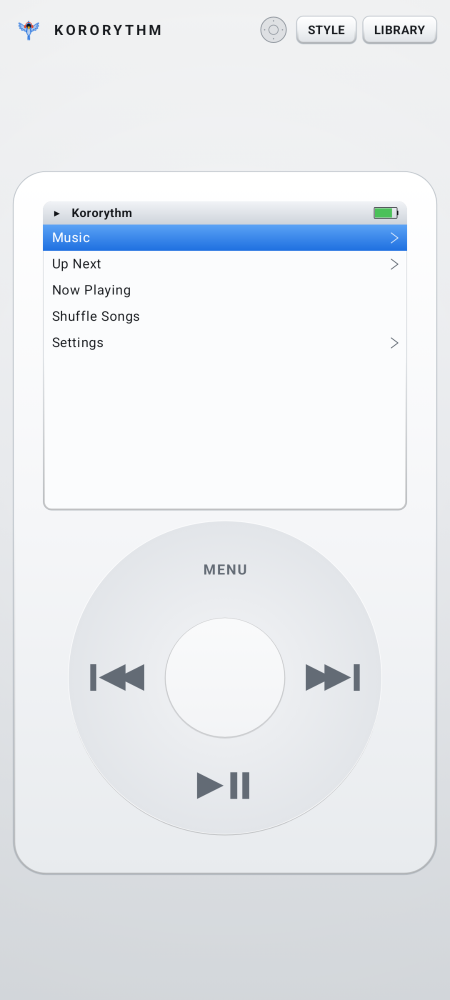 KORORYTHM
STYLE
LIBRARY
Kororythm
Music
Up Next
Now Playing
Shuffle Songs
Settings
MENU